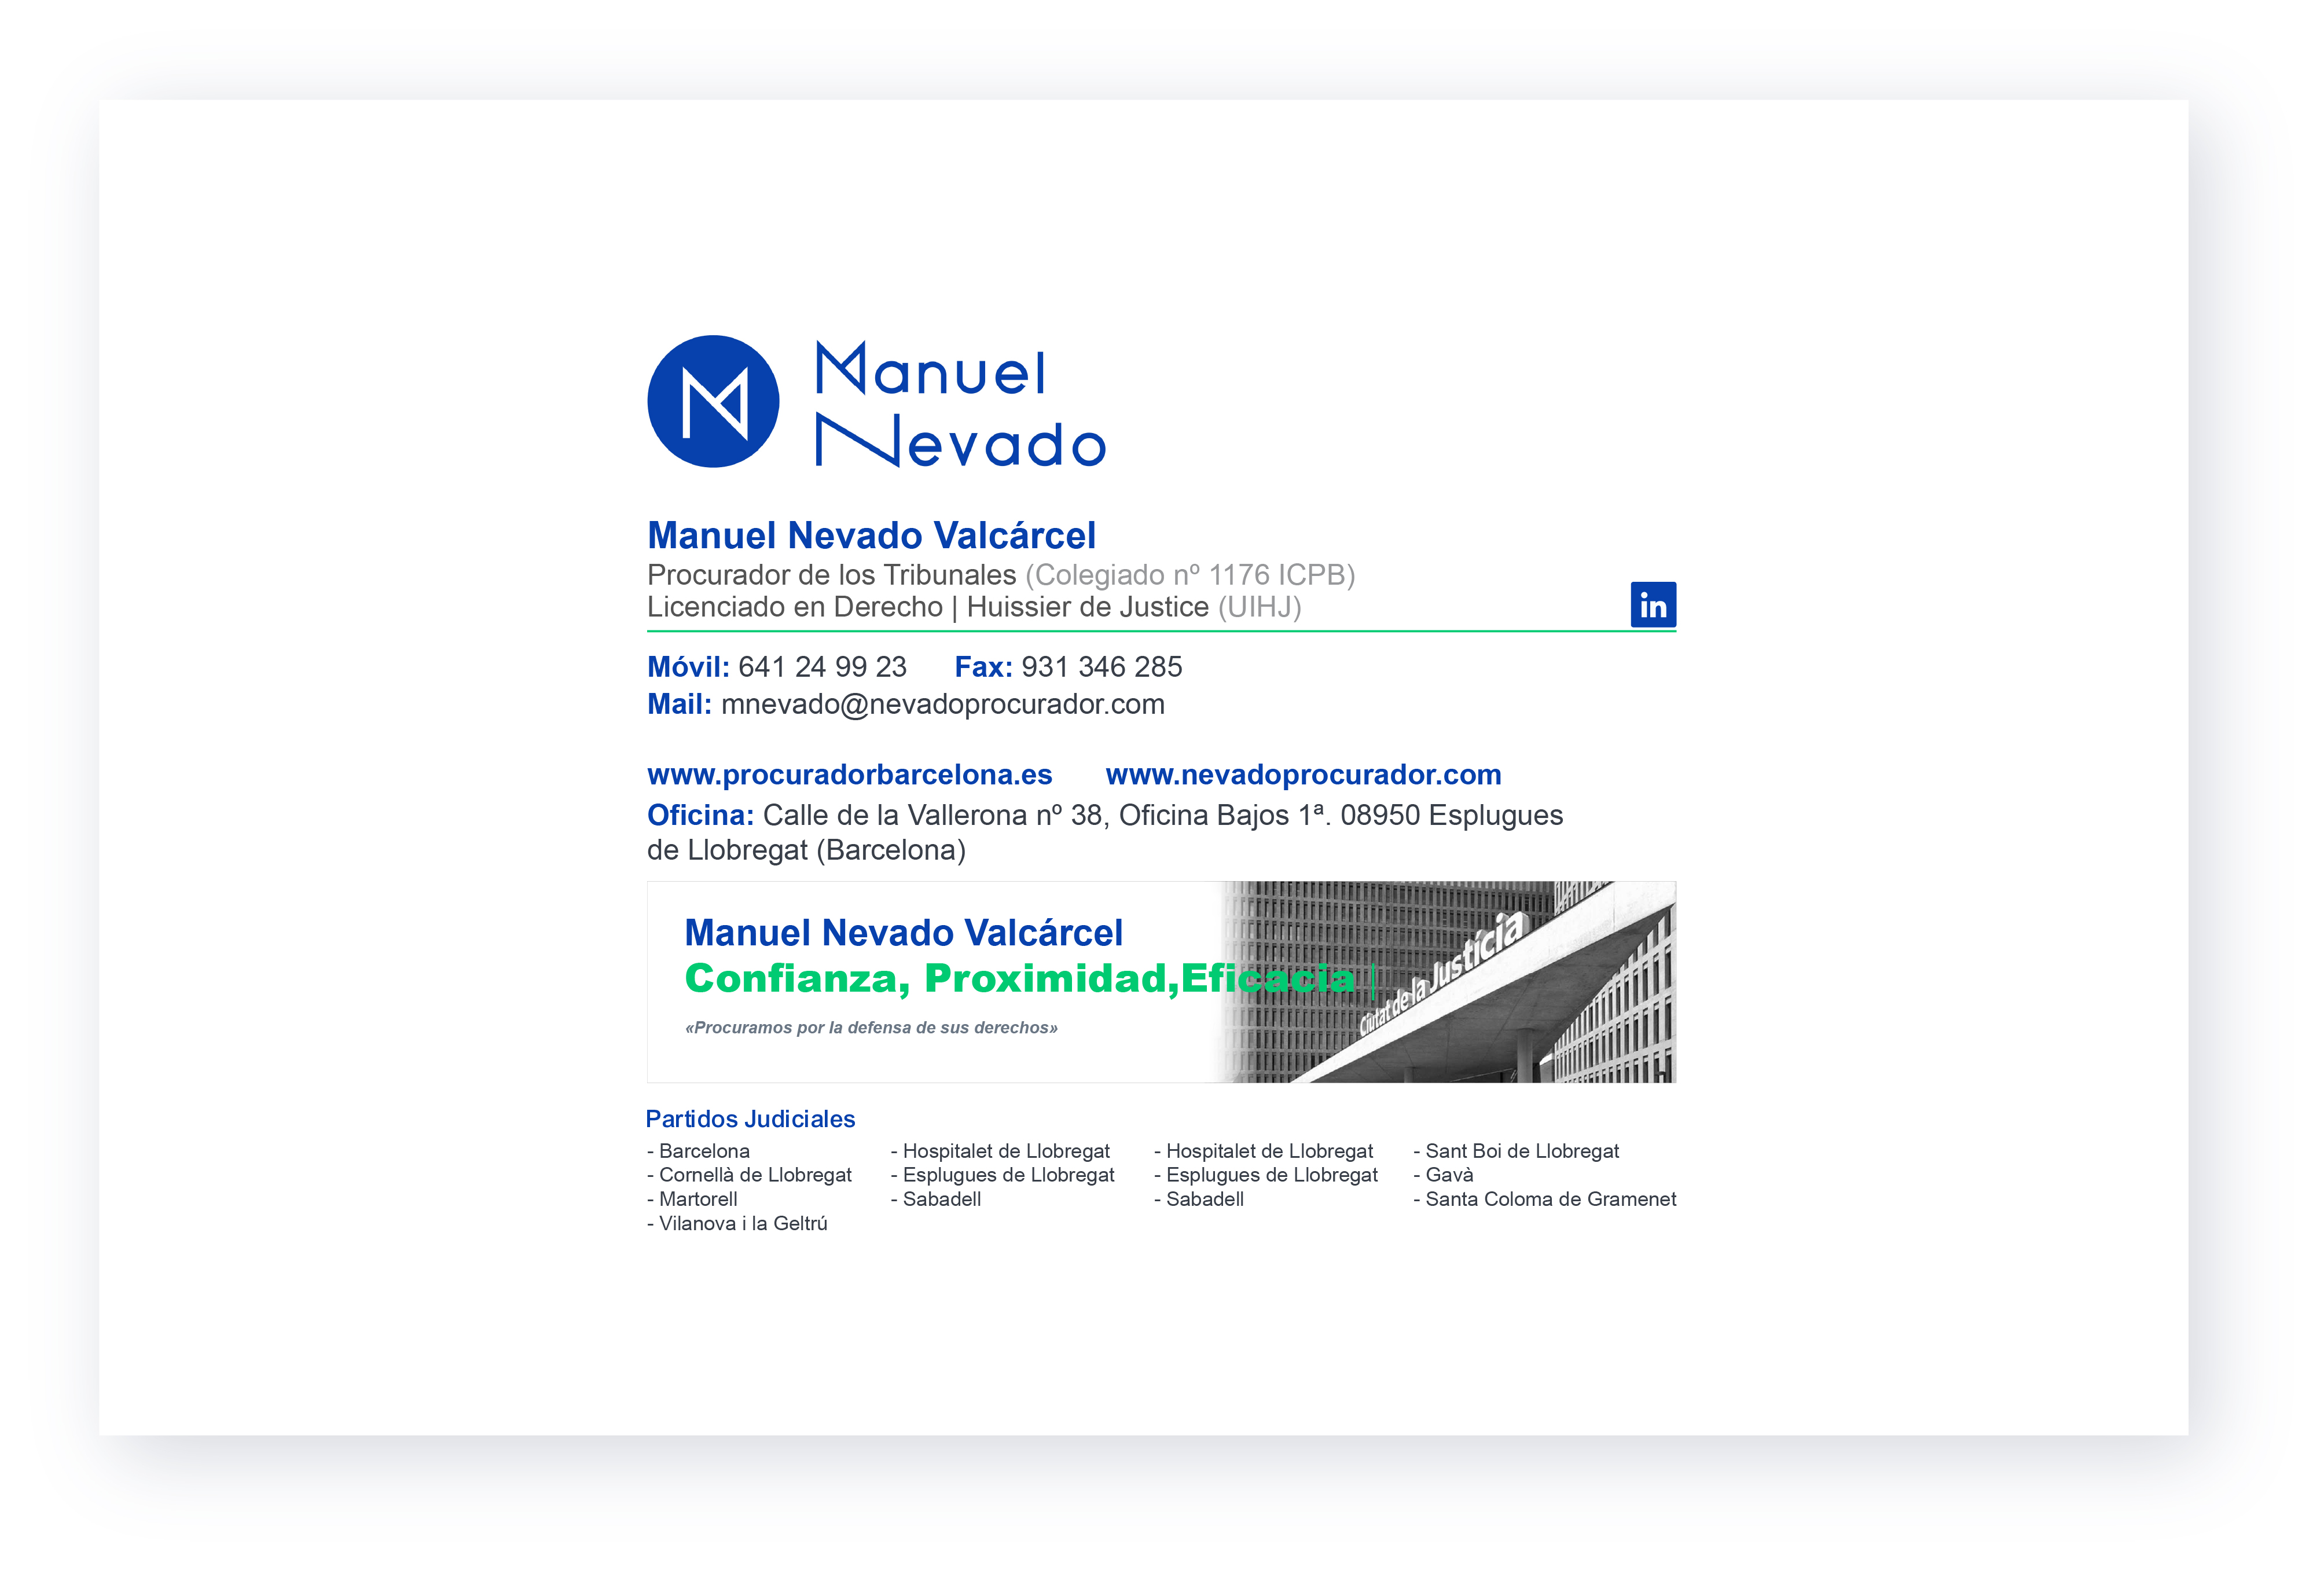 Manuel
Nevado
Manuel Nevado Valcárcel
Procurador de los Tribunales (Colegiado nº 1176 ICPB)
Licenciado en Derecho | Huissier de Justice (UIHJ)
in
Móvil: 641 24 99 23 Fax: 931 346 285
Mail: mnevado@nevadoprocurador.com
www.procuradorbarcelona.es www.nevadoprocurador.com
Oficina: Calle de la Vallerona nº 38, Oficina Bajos 1ª. 08950 Esplugues
de Llobregat (Barcelona)
Manuel Nevado Valcárcel
Confianza, Proximidad,Eficacia |
«Procuramos por la defensa de sus derechos»
Ciutat de la Justícia
Partidos Judiciales
- Barcelona - Hospitalet de Llobregat - Hospitalet de Llobregat - Sant Boi de Llobregat
- Cornellà de Llobregat - Esplugues de Llobregat - Esplugues de Llobregat - Gavà
- Martorell - Sabadell - Sabadell - Santa Coloma de Gramenet
- Vilanova i la Geltrú